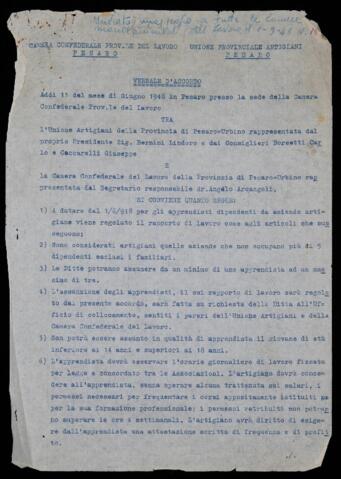 CAMERA CONFEDERALE PROV.LE DEL LAVORO UNIONE PROVINCIALE ARTIGIANI
PESARO PESARO
VERBALE D'ACCORDO
Addì 15 del mese di Giugno 1948 in Pesaro presso la sede della Camera
Confederale Prov.le del Lavoro
TRA
l'Unione Artigiani della Provincia di Pesaro-Urbino rappresentata dal
proprio Presidente Sig. Bernini Lindoro e dai Consiglieri Borsetti Car
lo e Ceccarelli Giuseppe
E
la Camera Confederale del Lavoro della Provincia di Pesaro-Urbino rap
presentata dal Segretario responsabile dr. Angelo Arcangeli.
SI CONVIENE QUANTO SEGUE:
1) A datare dal 1/6/948 per gli apprendisti dipendenti da aziende arti
giane viene regolato il rapporto di lavoro come agli articoli che sus
seguono:
2) Sono considerati artigiani quelle aziende che non occupano più di 5
dipendenti esclusi i familiari.
3) Le Ditte potranno assumere da un minimo di uno apprendista ad un mas
simo di tre.
4) L'assunzione degli apprendisti, il cui rapporto di lavoro sarà regola
to dal presente accordo, sarà fatta su richiesta della Ditta all'Uf
ficio di collocamento, sentiti i pareri dell'Unione Artigiani e della
Camera Confederale del Lavoro.
5) Non potrà essere assunto in qualità di apprendista il giovane di età
inferiore ai 14 anni e superiori ai 18 anni.
6) L'apprendista dovrà osservare l'orario giornaliero di lavoro fissato
per legge e concordato tra le Associazioni. L'artigiano dovrà conce
dere all'apprendista, senza operare alcuna trattenuta sui salari, i
permessi necessari per frequentare i corsi appositamente istituiti pe
per la sua formazione professionale; i permessi retribuiti non potran
no superare le ore 4 settimanali. L'artigiano avrà diritto di esigere
dall'apprendista una attestazione scritta di frequenza e di profit
to.